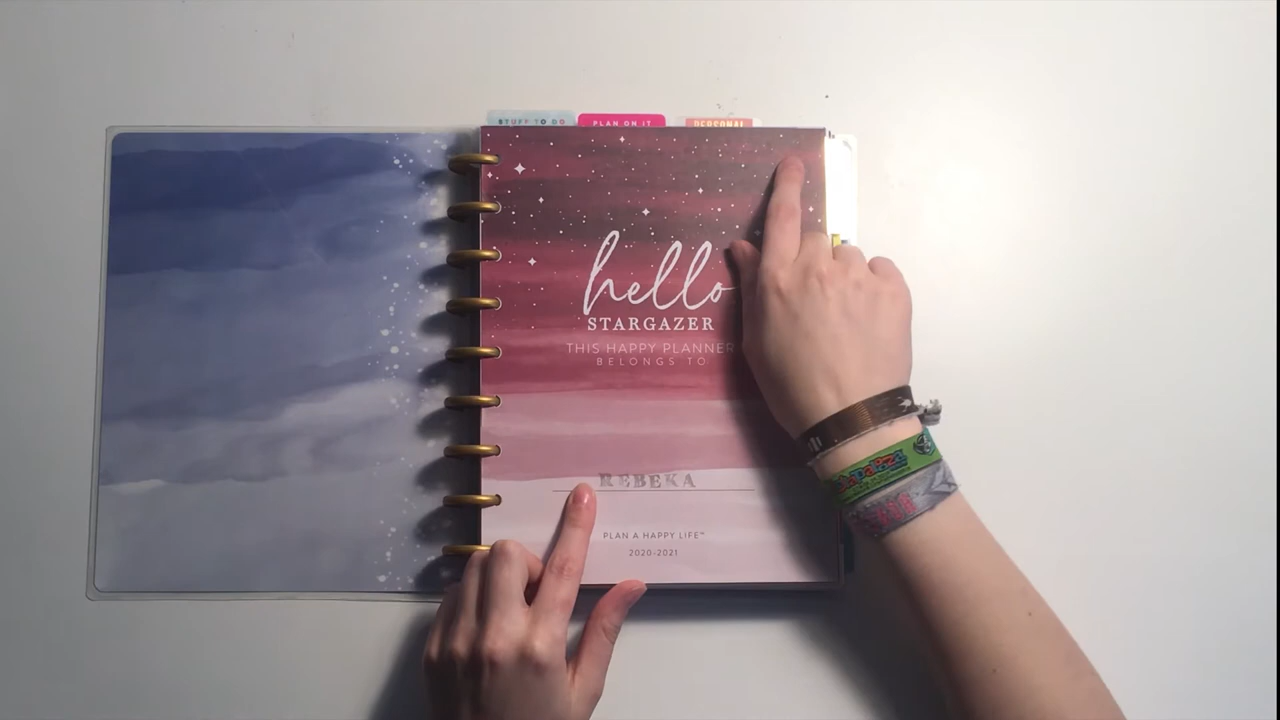 STUFF TO DO
PLAN ON IT
PERSONAL
hello
STARGAZER
THIS HAPPY PLANNER
BELONGS TO
REBEKA
PLAN A HAPPY LIFE™
2020-2021